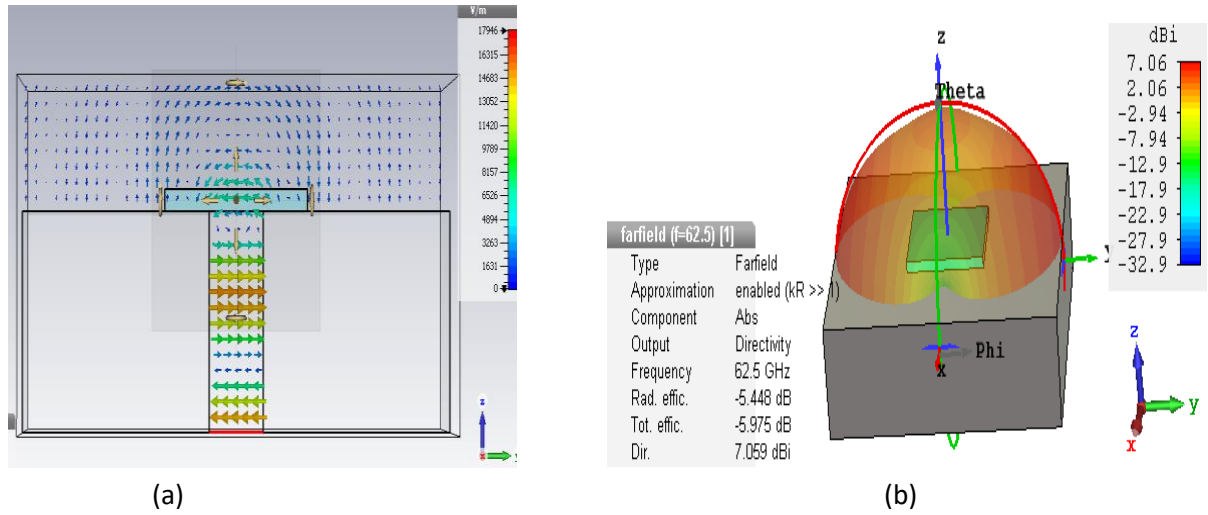 V/m
17946
16315
14683
13052
11420
9789
8157
6526
4894
3263
1631
0
z
y
x
(a)
dBi
7.06
2.06
-2.94
-7.94
-12.9
-17.9
-22.9
-27.9
-32.9
z
Theta
y
Phi
x
farfield (f=62.5) [1]
Type Farfield
Approximation enabled (kR >> 1)
Component Abs
Output Directivity
Frequency 62.5 GHz
Rad. effic. -5.448 dB
Tot. effic. -5.975 dB
Dir. 7.059 dBi
z
y
x
(b)